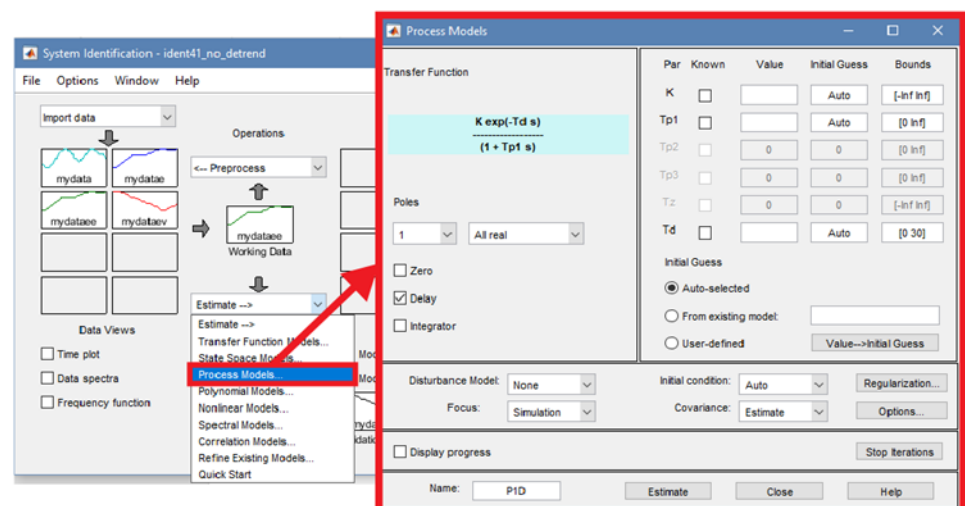 System Identification - ident41_no_detrend
File Options Window Help
Import data
Operations
<-- Preprocess
mydata mydatae
mydataee mydataev
mydataee
Working Data
Estimate -->
Data Views
Time plot
Data spectra
Frequency function
Estimate -->
Transfer Function Models...
State Space Models...
Process Models...
Polynomial Models...
Nonlinear Models...
Spectral Models...
Correlation Models...
Refine Existing Models...
Quick Start
Process Models
Transfer Function
K exp(-Td s)
-------------------
(1 + Tp1 s)
Poles
1 All real
Zero
Delay
Integrator
Par Known Value Initial Guess Bounds
K Auto [-Inf Inf]
Tp1 Auto [0 Inf]
Tp2 0 0 [0 Inf]
Tp3 0 0 [0 Inf]
Tz 0 0 [-Inf Inf]
Td Auto [0 30]
Initial Guess
Auto-selected
From existing model:
User-defined Value-->Initial Guess
Disturbance Model: None Initial condition: Auto Regularization...
Focus: Simulation Covariance: Estimate Options...
Display progress Stop Iterations
Name: P1D Estimate Close Help